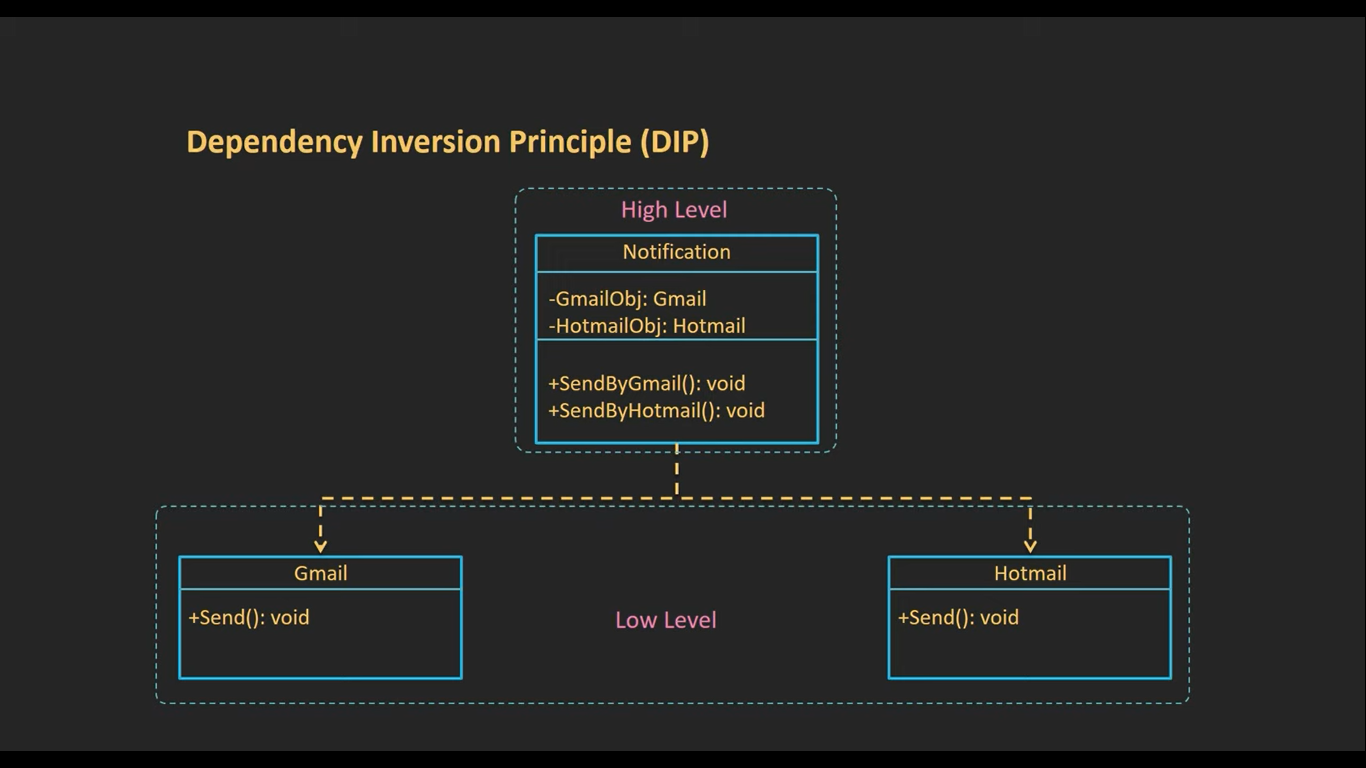 Dependency Inversion Principle (DIP)
High Level
Notification
-GmailObj: Gmail
-HotmailObj: Hotmail
+SendByGmail(): void
+SendByHotmail(): void
Gmail
+Send(): void
Low Level
Hotmail
+Send(): void